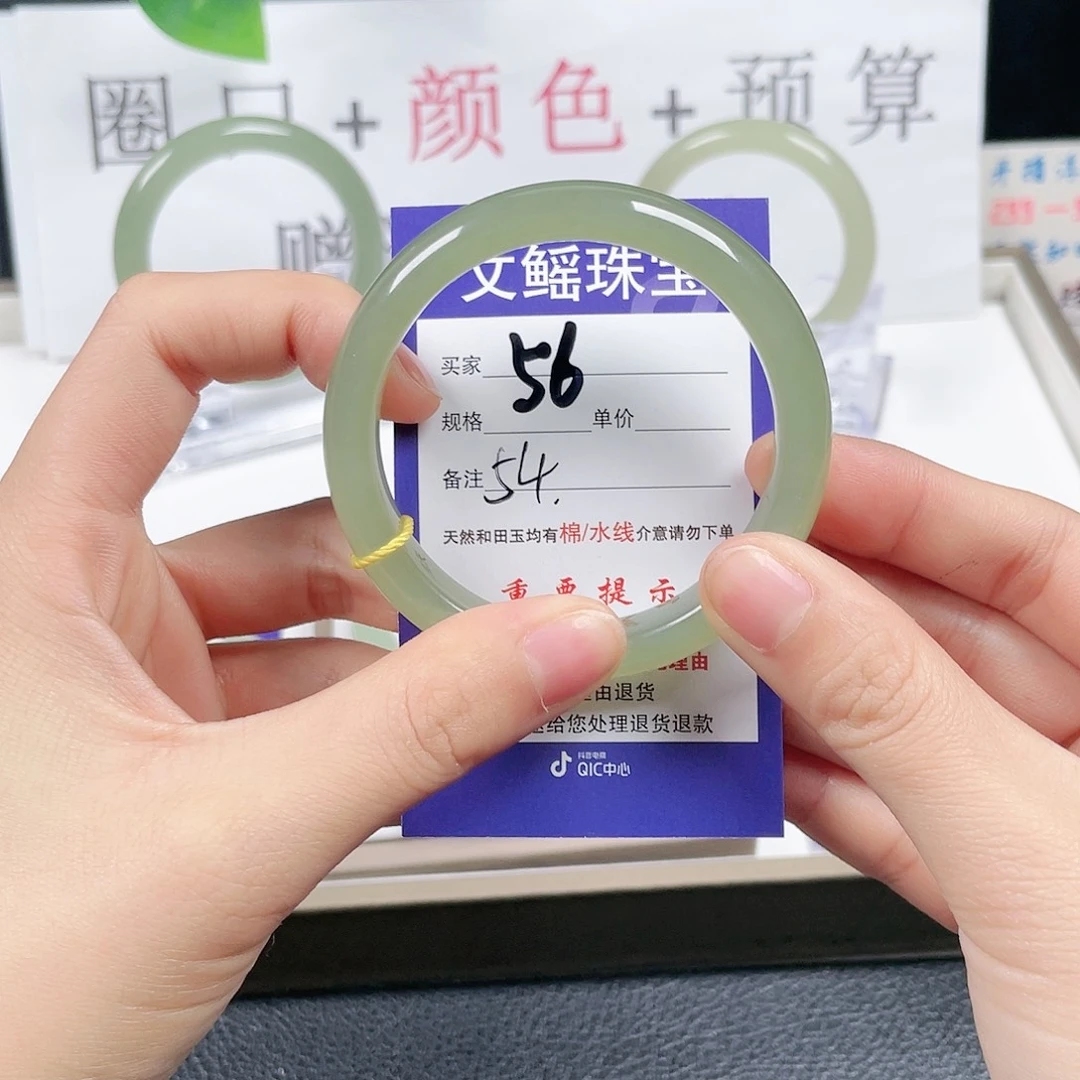 圈口+颜色+预算
赠
文鳐珠宝
买家 56
规格 单价
备注 54.
天然和田玉均有棉/水线介意请勿下单
重要提示
理由
由退货
给您处理退货退款
抖音电商
QIC中心